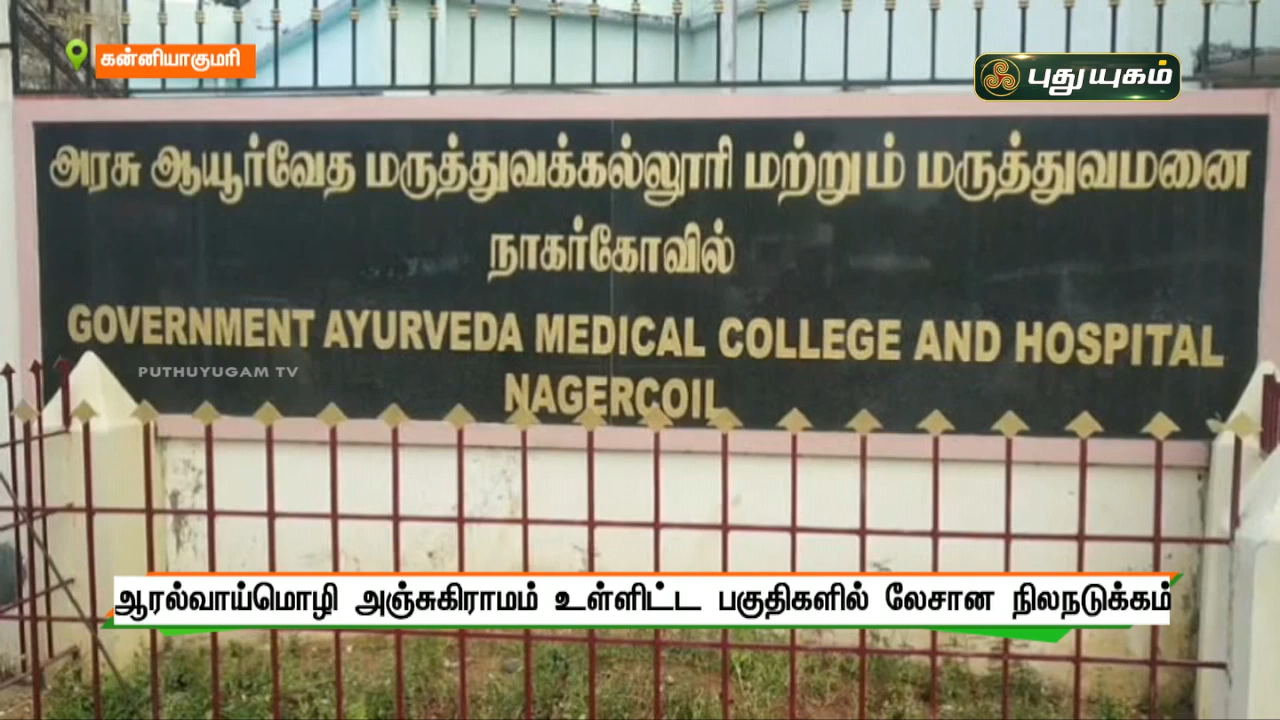 கன்னியாகுமரி
புதுயுகம்
அரசு ஆயூர்வேத மருத்துவக்கல்லூரி மற்றும் மருத்துவமனை
நாகர்கோவில்
GOVERNMENT AYURVEDA MEDICAL COLLEGE AND HOSPITAL
PUTHUYUGAM TV
NAGERCOIL
ஆரல்வாய்மொழி அஞ்சுகிராமம் உள்ளிட்ட பகுதிகளில் லேசான நிலநடுக்கம்